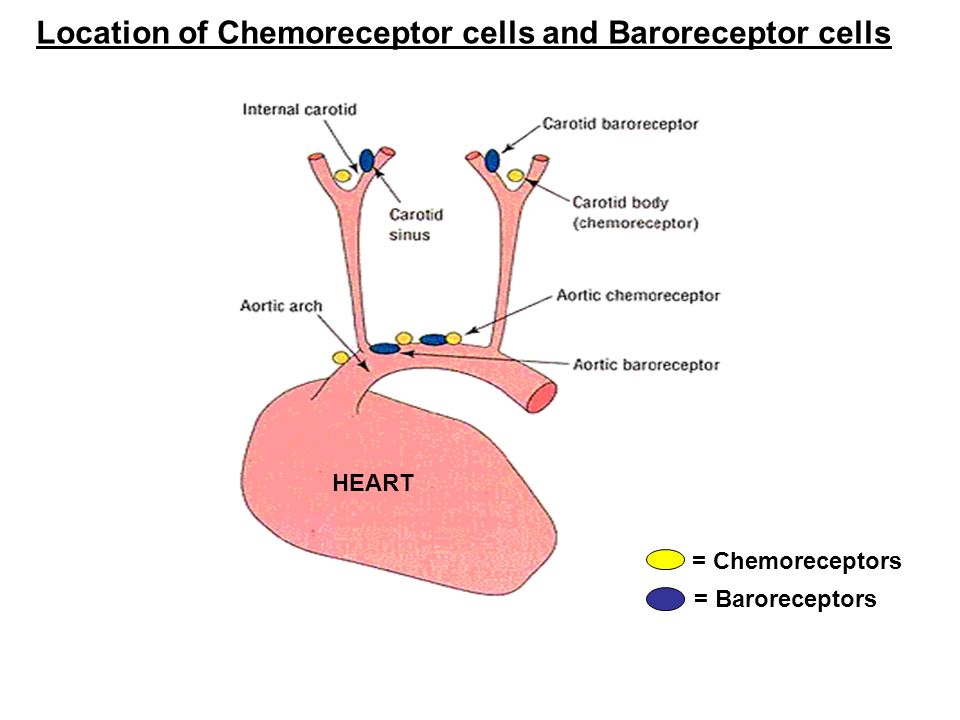 Location of Chemoreceptor cells and Baroreceptor cells
Internal carotid
Carotid baroreceptor
Carotid
sinus
Carotid body
(chemoreceptor)
Aortic arch
Aortic chemoreceptor
Aortic baroreceptor
HEART
= Chemoreceptors
= Baroreceptors